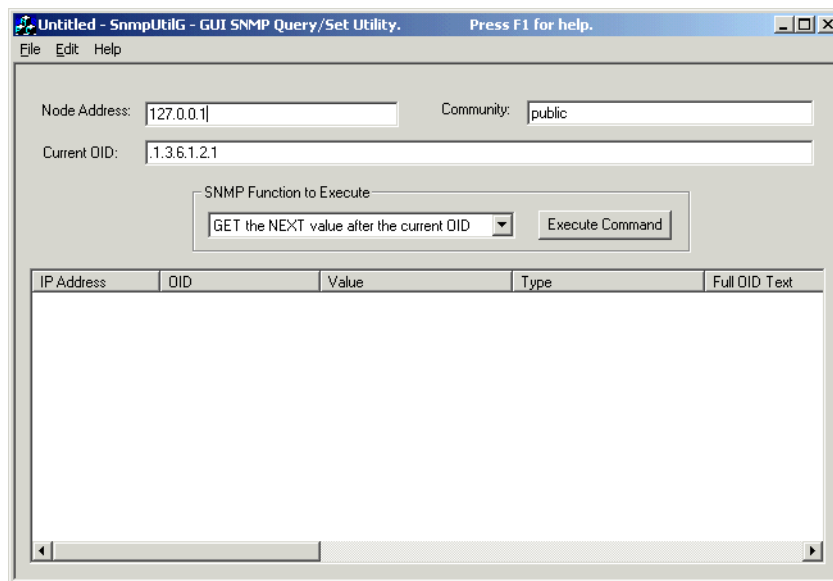 Untitled - SnmpUtilG - GUI SNMP Query/Set Utility. Press F1 for help.
File Edit Help
Node Address: 127.0.0.1 Community: public
Current OID: .1.3.6.1.2.1
SNMP Function to Execute
GET the NEXT value after the current OID Execute Command
IP Address OID Value Type Full OID Text